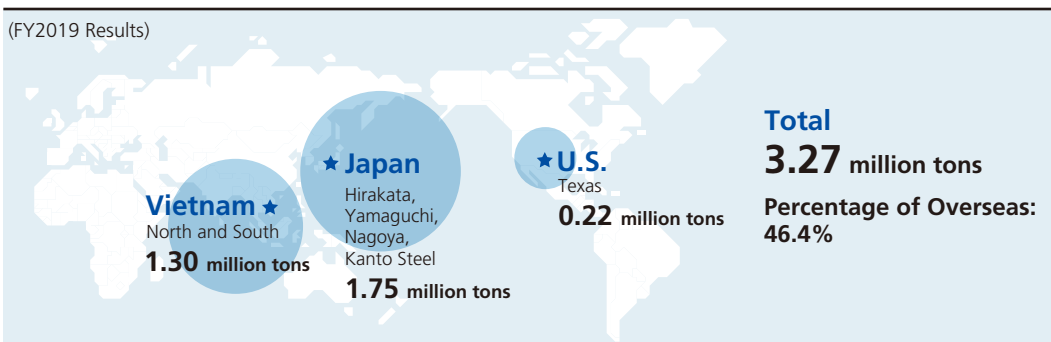 (FY2019 Results)
Vietnam
North and South
1.30 million tons
Japan
Hirakata,
Yamaguchi,
Nagoya,
Kanto Steel
1.75 million tons
U.S.
Texas
0.22 million tons
Total
3.27 million tons
Percentage of Overseas:
46.4%